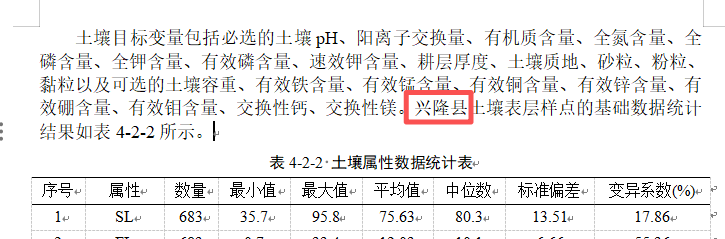 土壤目标变量包括必选的土壤 pH、阳离子交换量、有机质含量、全氮含量、全
磷含量、全钾含量、有效磷含量、速效钾含量、耕层厚度、土壤质地、砂粒、粉粒、
黏粒以及可选的土壤容重、有效铁含量、有效锰含量、有效铜含量、有效锌含量、有
效硼含量、有效钼含量、交换性钙、交换性镁。兴隆县土壤表层样点的基础数据统计
结果如表 4-2-2 所示。
表 4-2-2 土壤属性数据统计表
序号 属性 数量 最小值 最大值 平均值 中位数 标准偏差 变异系数(%)
1 SL 683 35.7 95.8 75.63 80.3 13.51 17.86